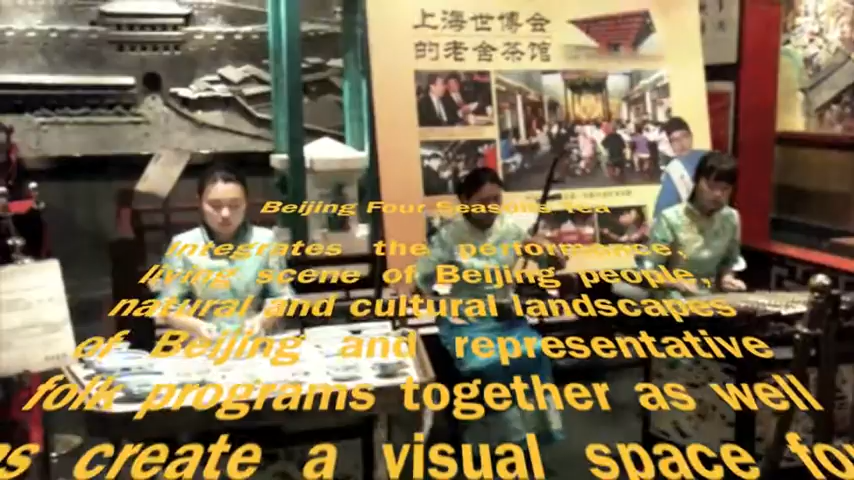 上海世博会
的老舍茶馆
Beijing Four Seasons Tea
Integrates the performance,
living scene of Beijing people,
natural and cultural landscapes
of Beijing and representative
folk programs together as well
create a visual space